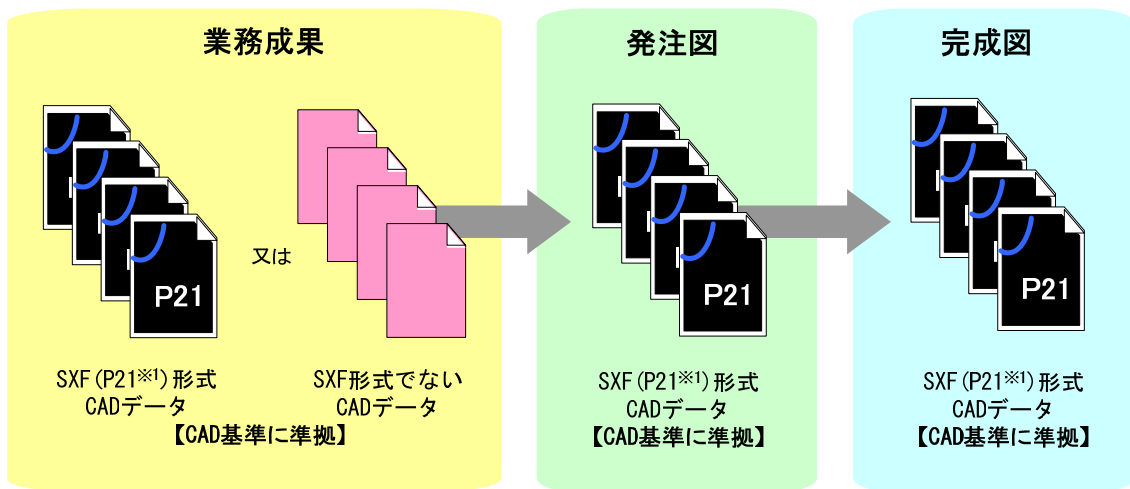 業務成果
P21
又は
SXF(P21※1)形式
CADデータ
SXF形式でない
CADデータ
【CAD基準に準拠】
発注図
P21
SXF(P21※1)形式
CADデータ
【CAD基準に準拠】
完成図
P21
SXF(P21※1)形式
CADデータ
【CAD基準に準拠】